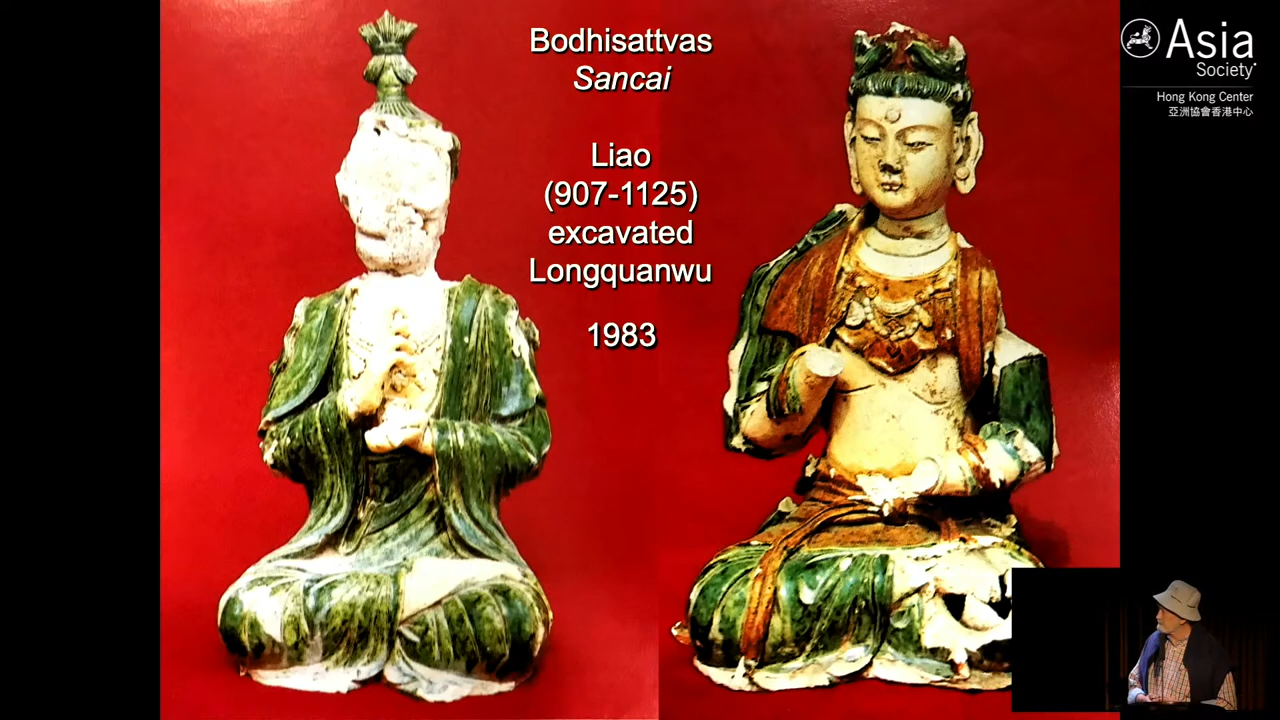 Bodhisattvas
Sancai
Liao
(907-1125)
excavated
Longquanwu
1983
Asia
Society
Hong Kong Center
亞洲協會香港中心